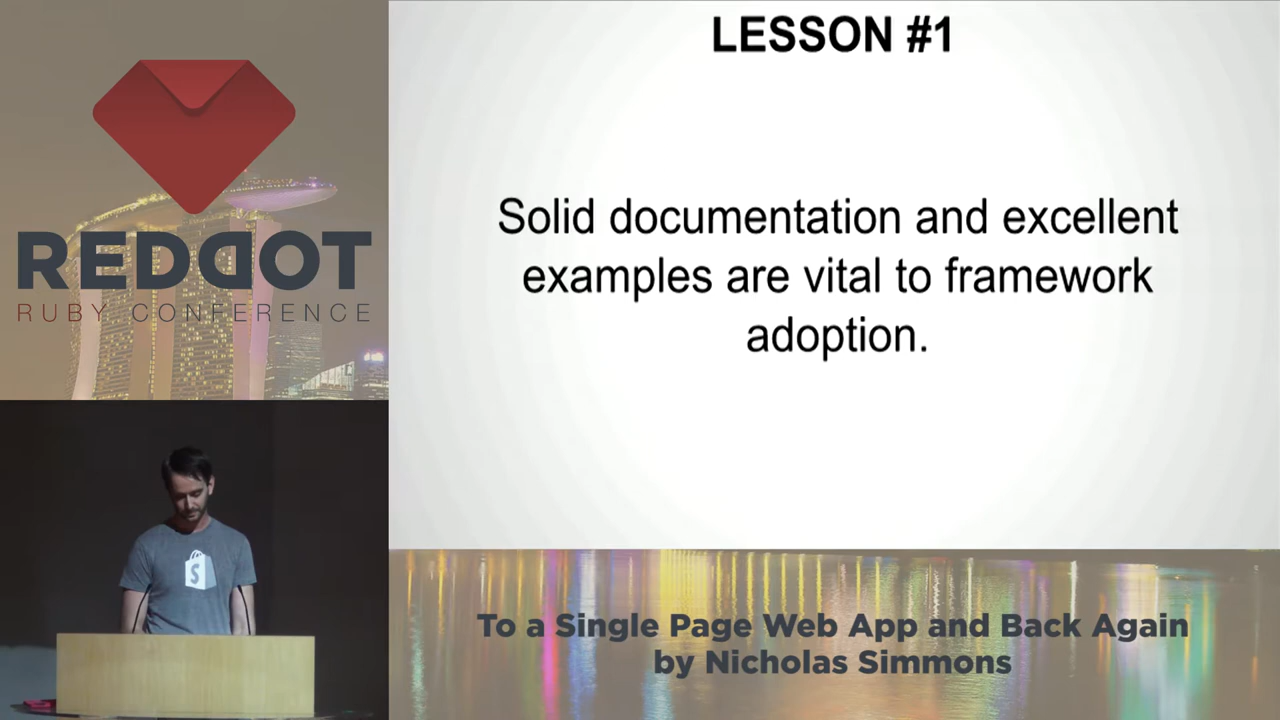 REDDOT
RUBY CONFERENCE
LESSON #1
Solid documentation and excellent
examples are vital to framework
adoption.
S
To a Single Page Web App and Back Again
by Nicholas Simmons